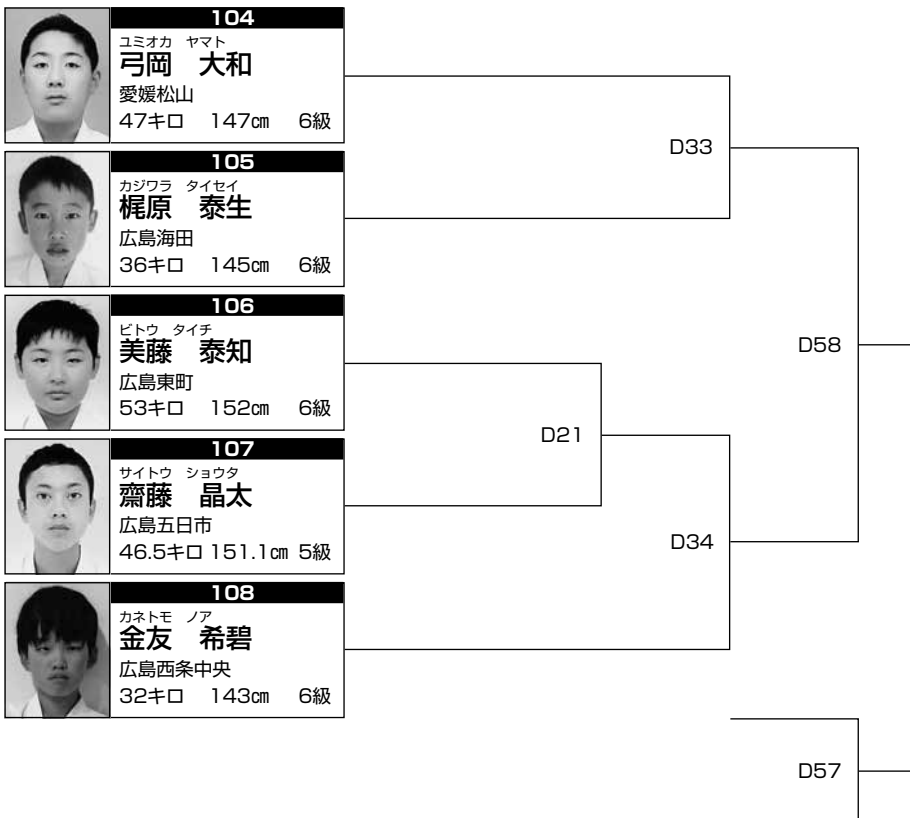 104
ユミオカ ヤマト
弓岡 大和
愛媛松山
47キロ 147㎝ 6級
105
カジワラ タイセイ
梶原 泰生
広島海田
36キロ 145㎝ 6級
106
ビトウ タイチ
美藤 泰知
広島東町
53キロ 152㎝ 6級
107
サイトウ ショウタ
齋藤 晶太
広島五日市
46.5キロ 151.1㎝ 5級
108
カネトモ ノア
金友 希碧
広島西条中央
32キロ 143㎝ 6級
D33
D58
D21
D34
D57